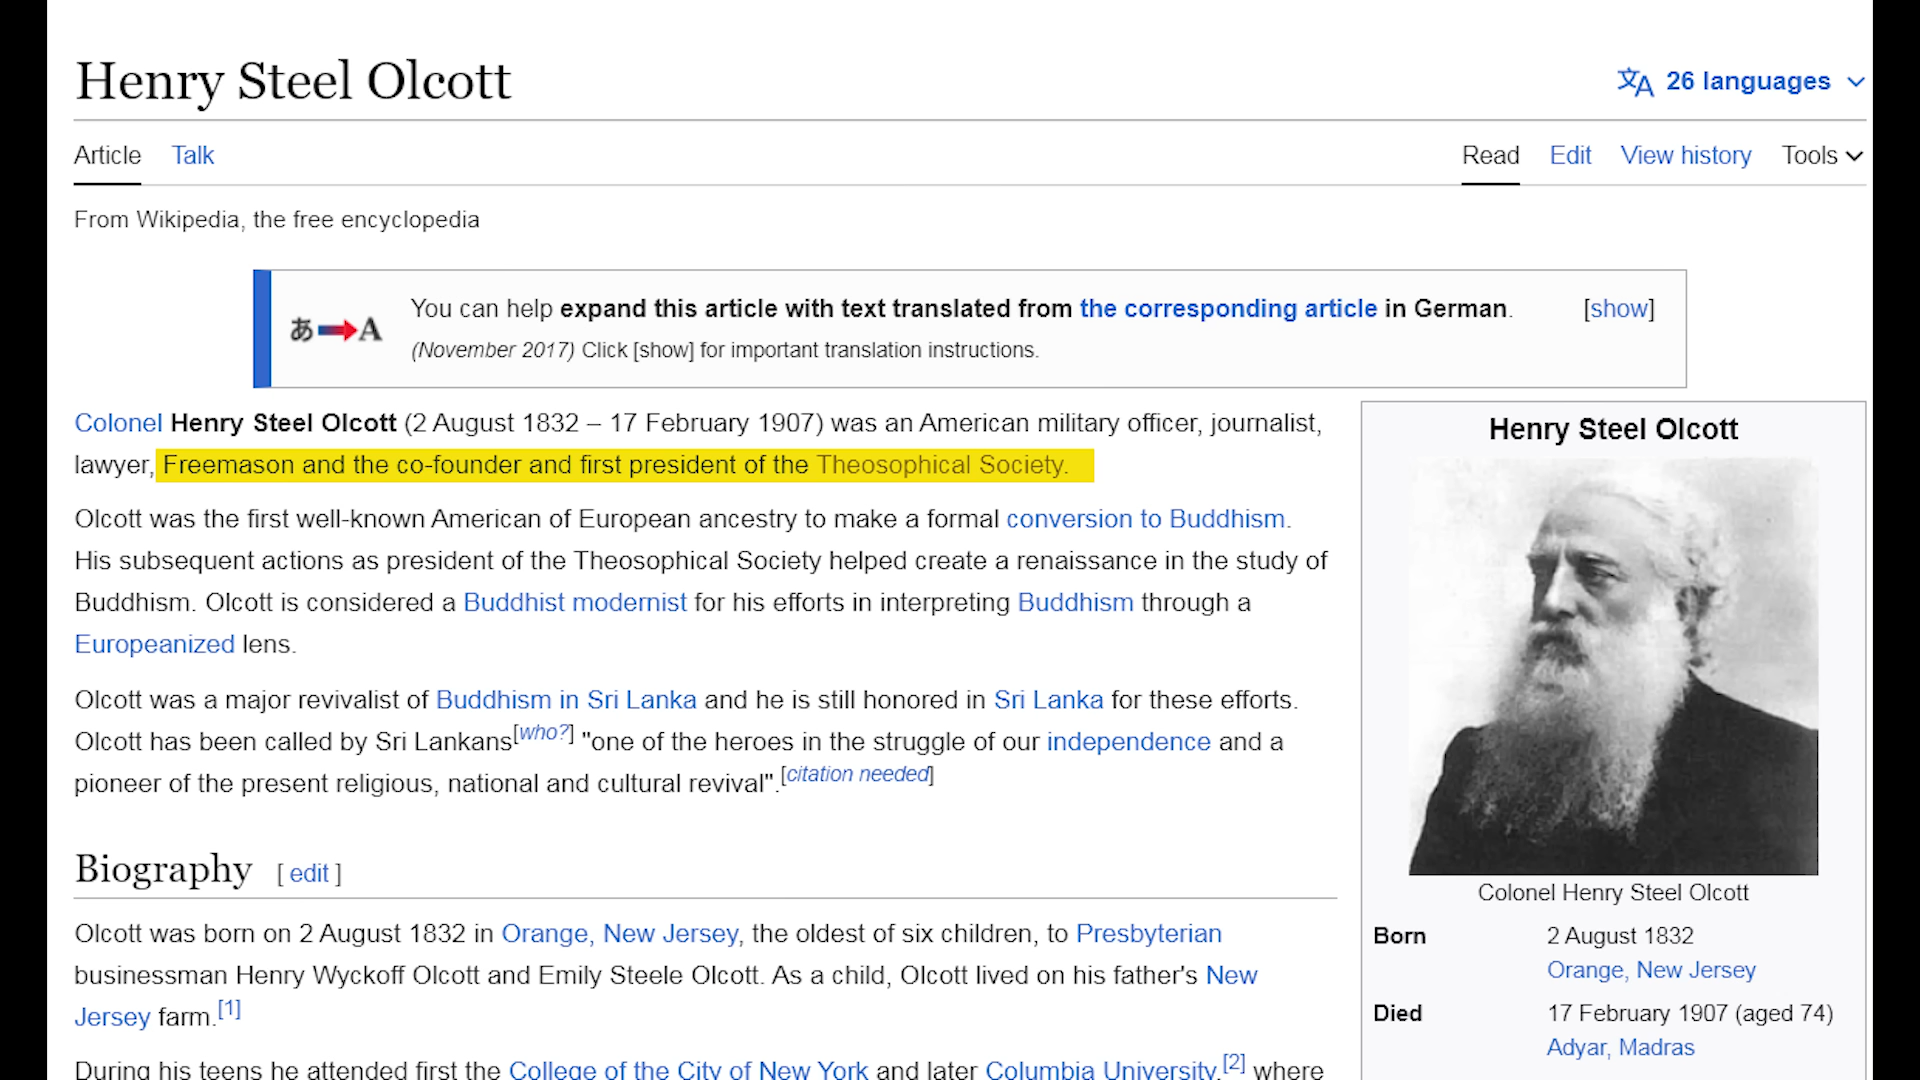 Henry Steel Olcott
26 languages
Article Talk
Read Edit View history Tools
From Wikipedia, the free encyclopedia
あ A
You can help expand this article with text translated from the corresponding article in German. [show]
(November 2017) Click [show] for important translation instructions.
Colonel Henry Steel Olcott (2 August 1832 – 17 February 1907) was an American military officer, journalist,
lawyer, Freemason and the co-founder and first president of the Theosophical Society.
Olcott was the first well-known American of European ancestry to make a formal conversion to Buddhism.
His subsequent actions as president of the Theosophical Society helped create a renaissance in the study of
Buddhism. Olcott is considered a Buddhist modernist for his efforts in interpreting Buddhism through a
Europeanized lens.
Olcott was a major revivalist of Buddhism in Sri Lanka and he is still honored in Sri Lanka for these efforts.
Olcott has been called by Sri Lankans[who?] "one of the heroes in the struggle of our independence and a
pioneer of the present religious, national and cultural revival".[citation needed]
Biography [ edit ]
Olcott was born on 2 August 1832 in Orange, New Jersey, the oldest of six children, to Presbyterian
businessman Henry Wyckoff Olcott and Emily Steele Olcott. As a child, Olcott lived on his father's New
Jersey farm.[1]
During his teens he attended first the College of the City of New York and later Columbia University,[2] where
Henry Steel Olcott
Colonel Henry Steel Olcott
Born 2 August 1832
Orange, New Jersey
Died 17 February 1907 (aged 74)
Adyar, Madras